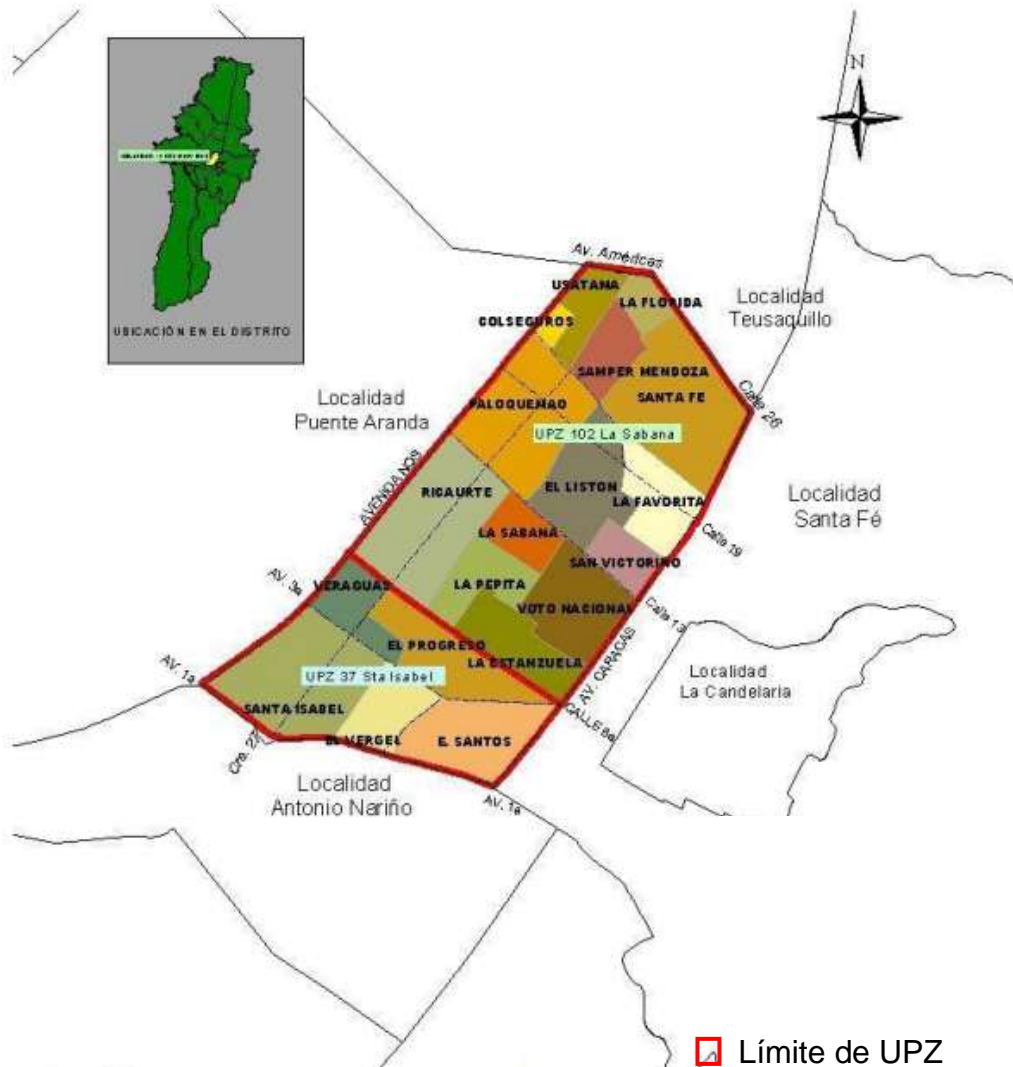 UBICACIÓN EN EL DISTRITO
N
Av. Américas
USATAMA
LA FLORIDA
Localidad
Teusaquillo
COLSEGUROS
SAMPER MENDOZA
SANTA FE
Calle 26
Localidad
Puente Aranda
PALOQUEMAO
UPZ 102 La Sabana
AVENIDA NQS
RICAURTE
EL LISTON
LA FAVORITA
Localidad
Santa Fé
Calle 19
LA SABANA
SAN VICTORINO
AV. 3a
VERAGUAS
LA PEPITA
VOTO NACIONAL
Calle 13
EL PROGRESO
LA ESTANZUELA
AV. CARACAS
Localidad
La Candelaria
AV. 1a
UPZ 37 Sta Isabel
SANTA ISABEL
CALLE 8a
Cra. 27
EL VERGEL
E. SANTOS
Localidad
Antonio Nariño
AV. 1a
Límite de UPZ